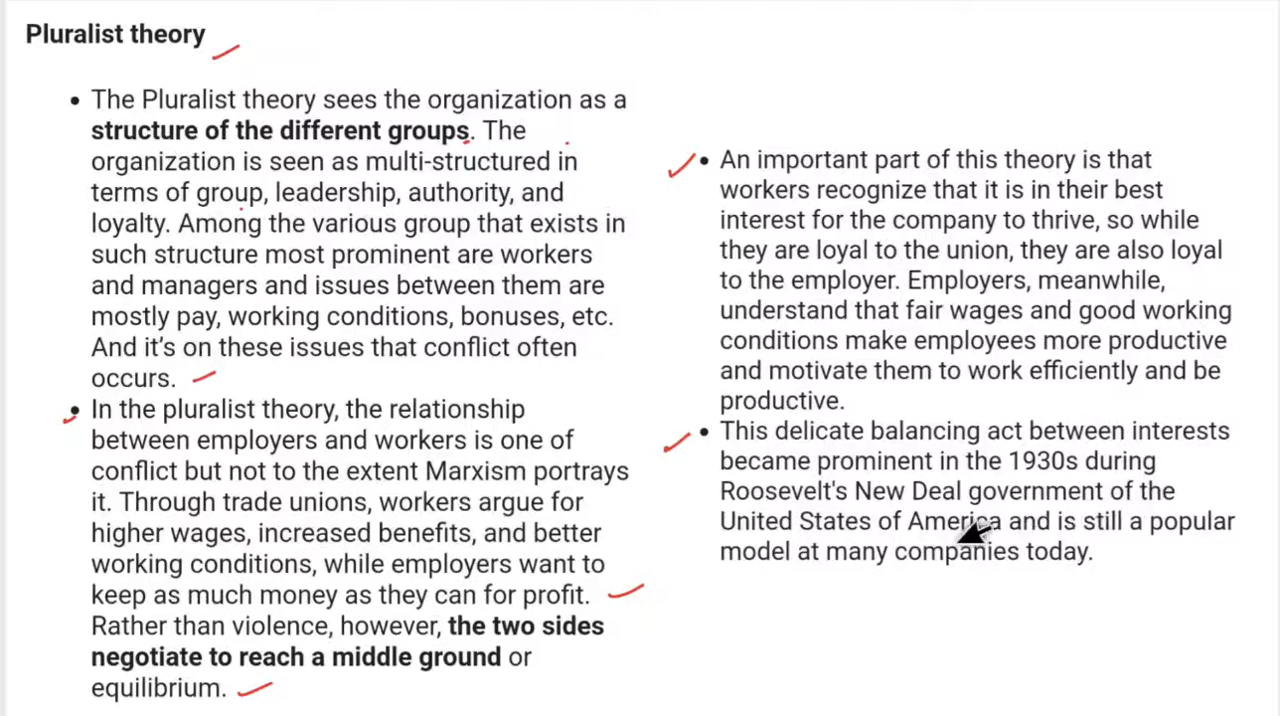 Pluralist theory
• The Pluralist theory sees the organization as a
structure of the different groups. The
organization is seen as multi-structured in
terms of group, leadership, authority, and
loyalty. Among the various group that exists in
such structure most prominent are workers
and managers and issues between them are
mostly pay, working conditions, bonuses, etc.
And it's on these issues that conflict often
occurs.
• In the pluralist theory, the relationship
between employers and workers is one of
conflict but not to the extent Marxism portrays
it. Through trade unions, workers argue for
higher wages, increased benefits, and better
working conditions, while employers want to
keep as much money as they can for profit.
Rather than violence, however, the two sides
negotiate to reach a middle ground or
equilibrium.
• An important part of this theory is that
workers recognize that it is in their best
interest for the company to thrive, so while
they are loyal to the union, they are also loyal
to the employer. Employers, meanwhile,
understand that fair wages and good working
conditions make employees more productive
and motivate them to work efficiently and be
productive.
• This delicate balancing act between interests
became prominent in the 1930s during
Roosevelt's New Deal government of the
United States of America and is still a popular
model at many companies today.